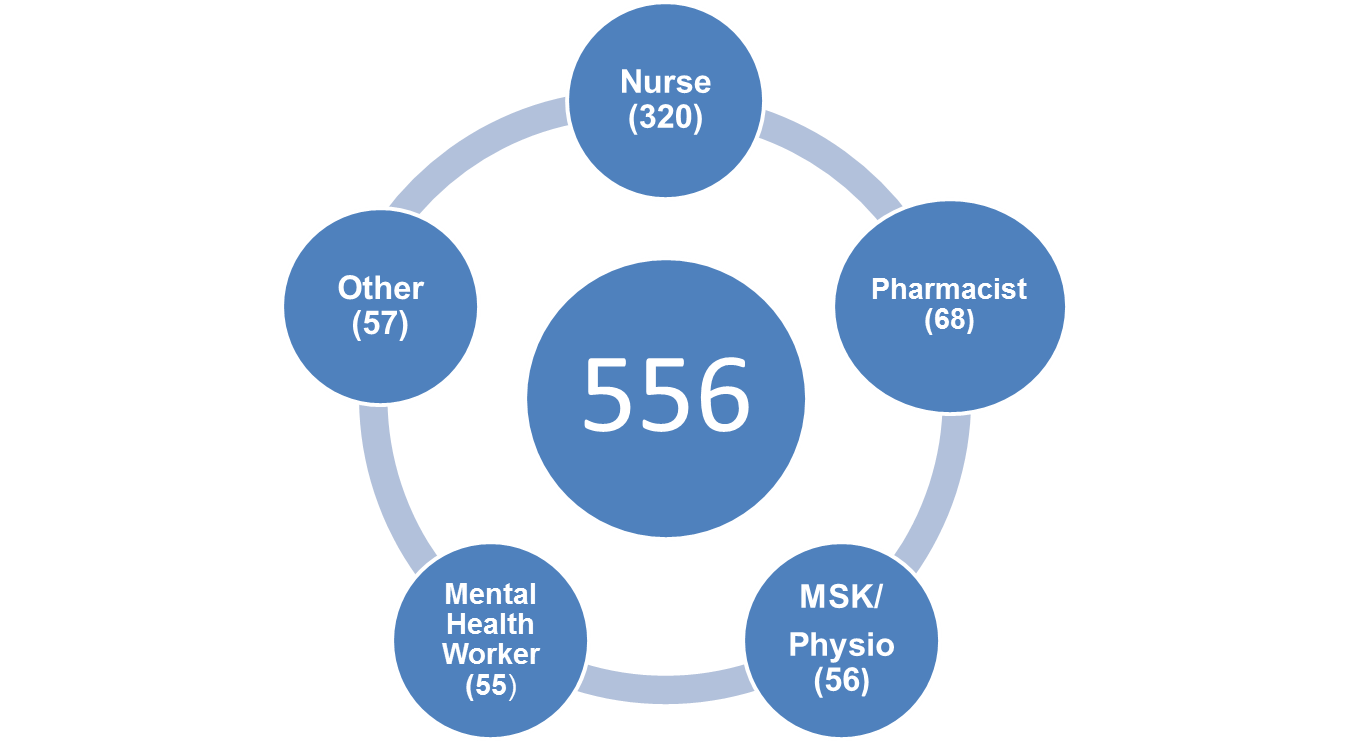 Nurse
(320)
Pharmacist
(68)
MSK/
Physio
(56)
Mental
Health
Worker
(55)
Other
(57)
556